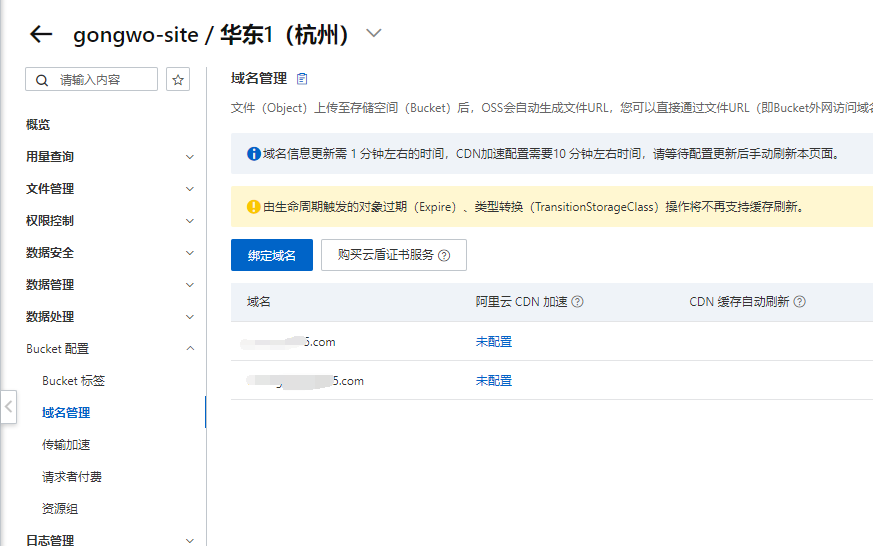 gongwo-site / 华东1（杭州）
请输入内容
概览
用量查询
文件管理
权限控制
数据安全
数据管理
数据处理
Bucket 配置
Bucket 标签
域名管理
传输加速
请求者付费
资源组
日志管理
域名管理
文件（Object）上传至存储空间（Bucket）后，OSS会自动生成文件URL，您可以直接通过文件URL（即Bucket外网访问域名
域名信息更新需 1 分钟左右的时间，CDN加速配置需要10 分钟左右时间，请等待配置更新后手动刷新本页面。
由生命周期触发的对象过期（Expire）、类型转换（TransitionStorageClass）操作将不再支持缓存刷新。
绑定域名 购买云盾证书服务
域名 阿里云 CDN 加速 CDN 缓存自动刷新
5.com 未配置
5.com 未配置